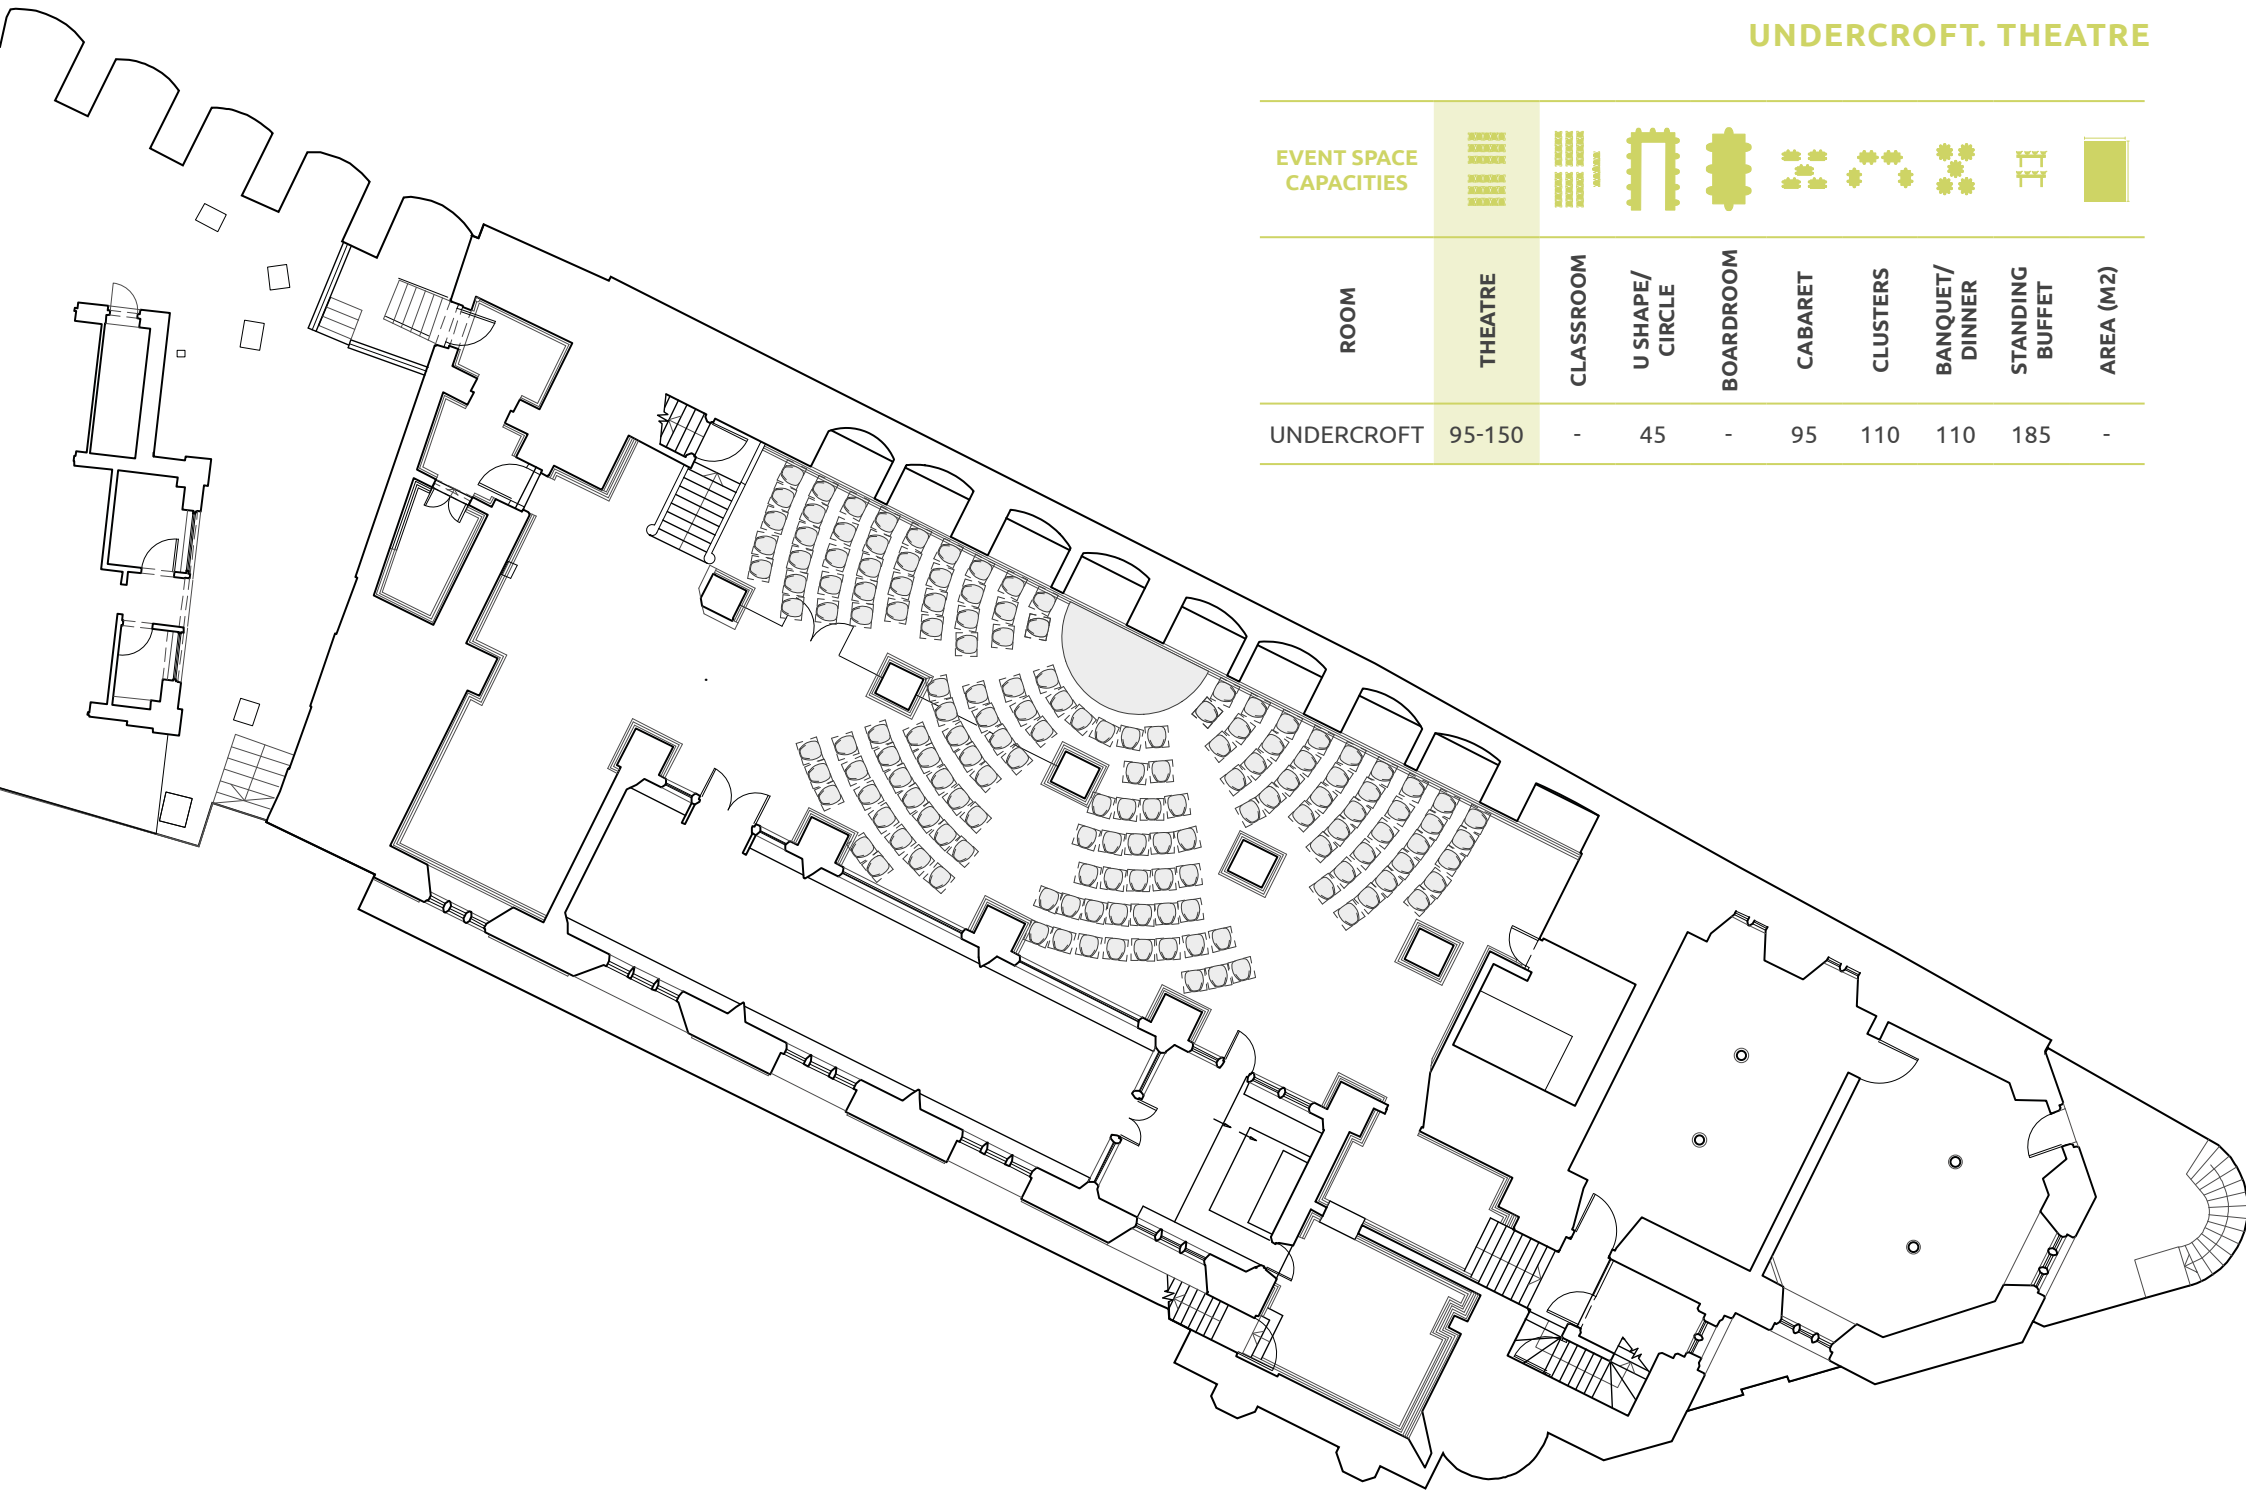 UNDERCROFT. THEATRE
EVENT SPACE
CAPACITIES
ROOM
THEATRE
CLASSROOM
U SHAPE/
CIRCLE
BOARDROOM
CABARET
CLUSTERS
BANQUET/
DINNER
STANDING
BUFFET
AREA (M2)
UNDERCROFT 95-150 - 45 - 95 110 110 185 -